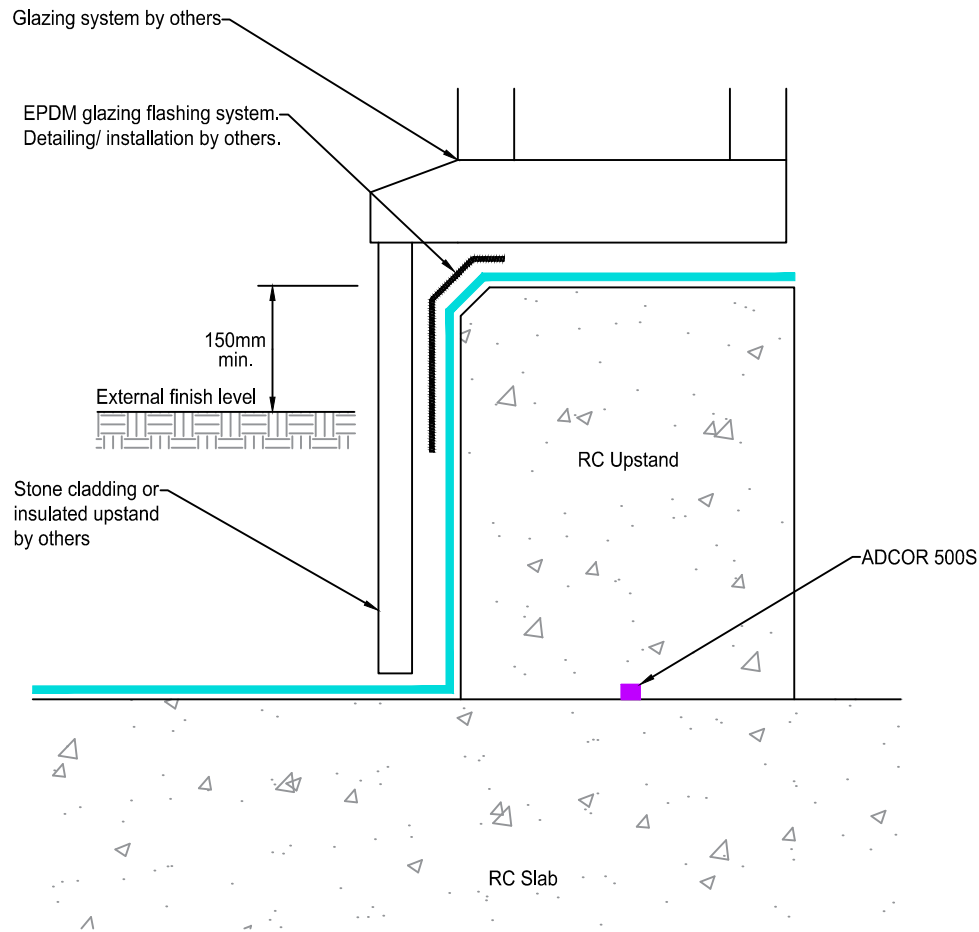 Glazing system by others
EPDM glazing flashing system.
Detailing/ installation by others.
150mm
min.
External finish level
RC Upstand
Stone cladding or
insulated upstand
by others
ADCOR 500S
RC Slab